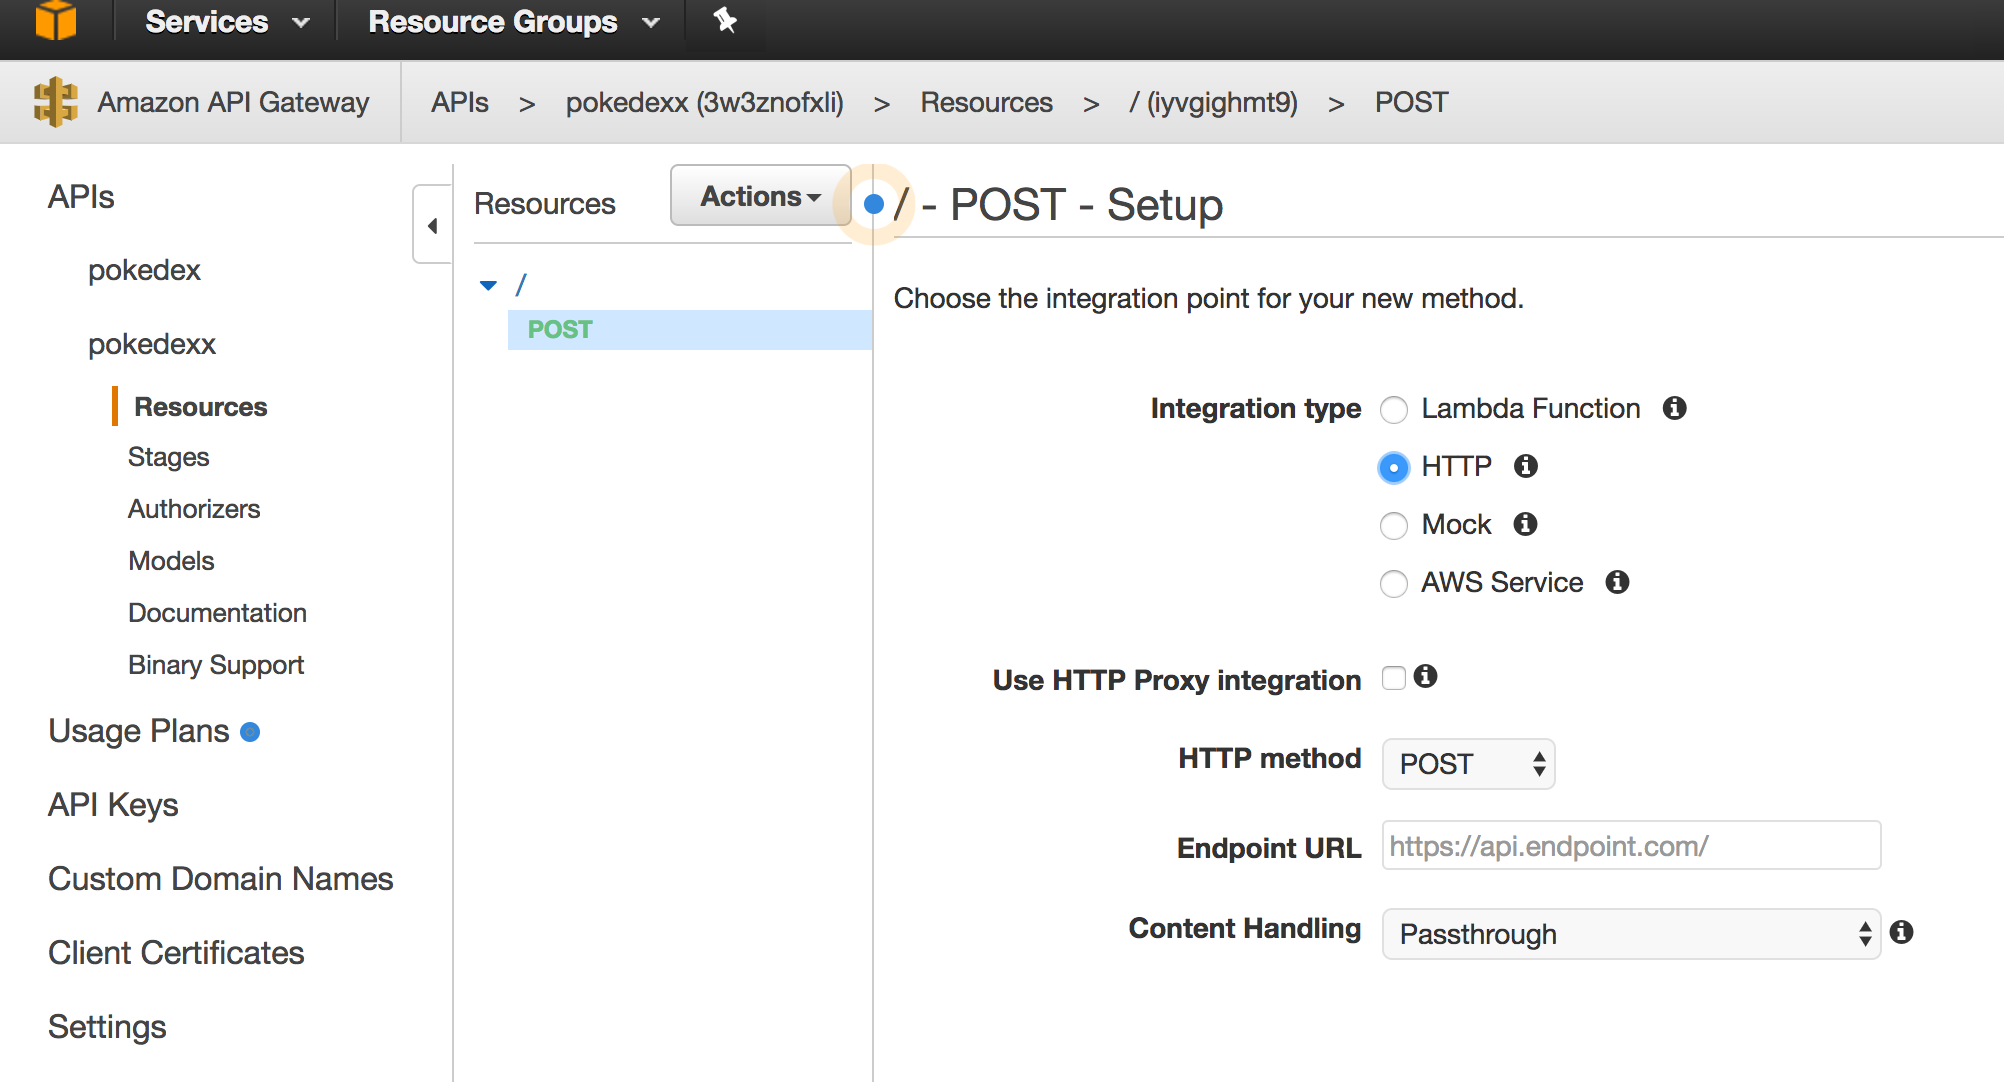 Services Resource Groups
Amazon API Gateway APIs > pokedexx (3w3znofxli) > Resources > / (iyvgighmt9) > POST
APIs
pokedex
pokedexx
Resources
Stages
Authorizers
Models
Documentation
Binary Support
Usage Plans
API Keys
Custom Domain Names
Client Certificates
Settings
Resources Actions
/
POST
/ - POST - Setup
Choose the integration point for your new method.
Integration type Lambda Function
HTTP
Mock
AWS Service
Use HTTP Proxy integration
HTTP method POST
Endpoint URL https://api.endpoint.com/
Content Handling Passthrough